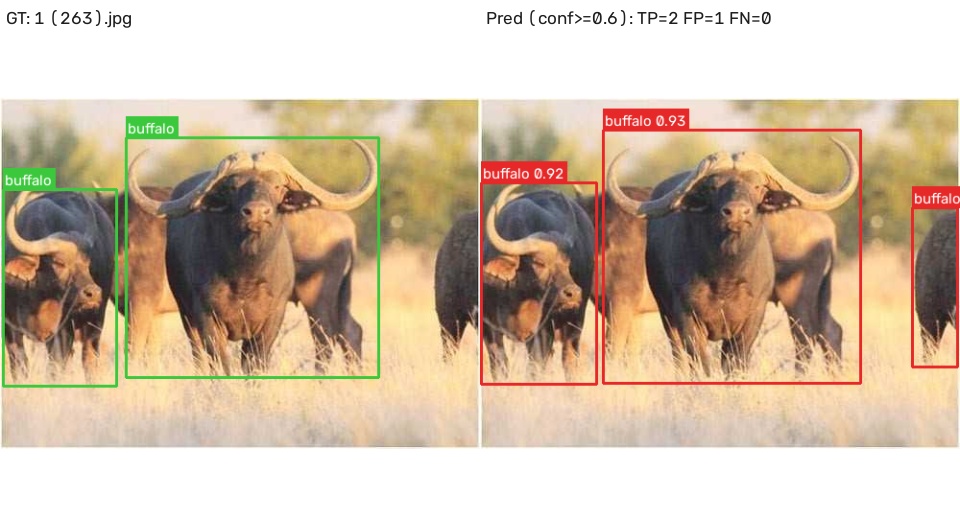 GT: 1 (263).jpg
Pred (conf>=0.6): TP=2 FP=1 FN=0
buffalo
buffalo
buffalo 0.93
buffalo 0.92
buffalo